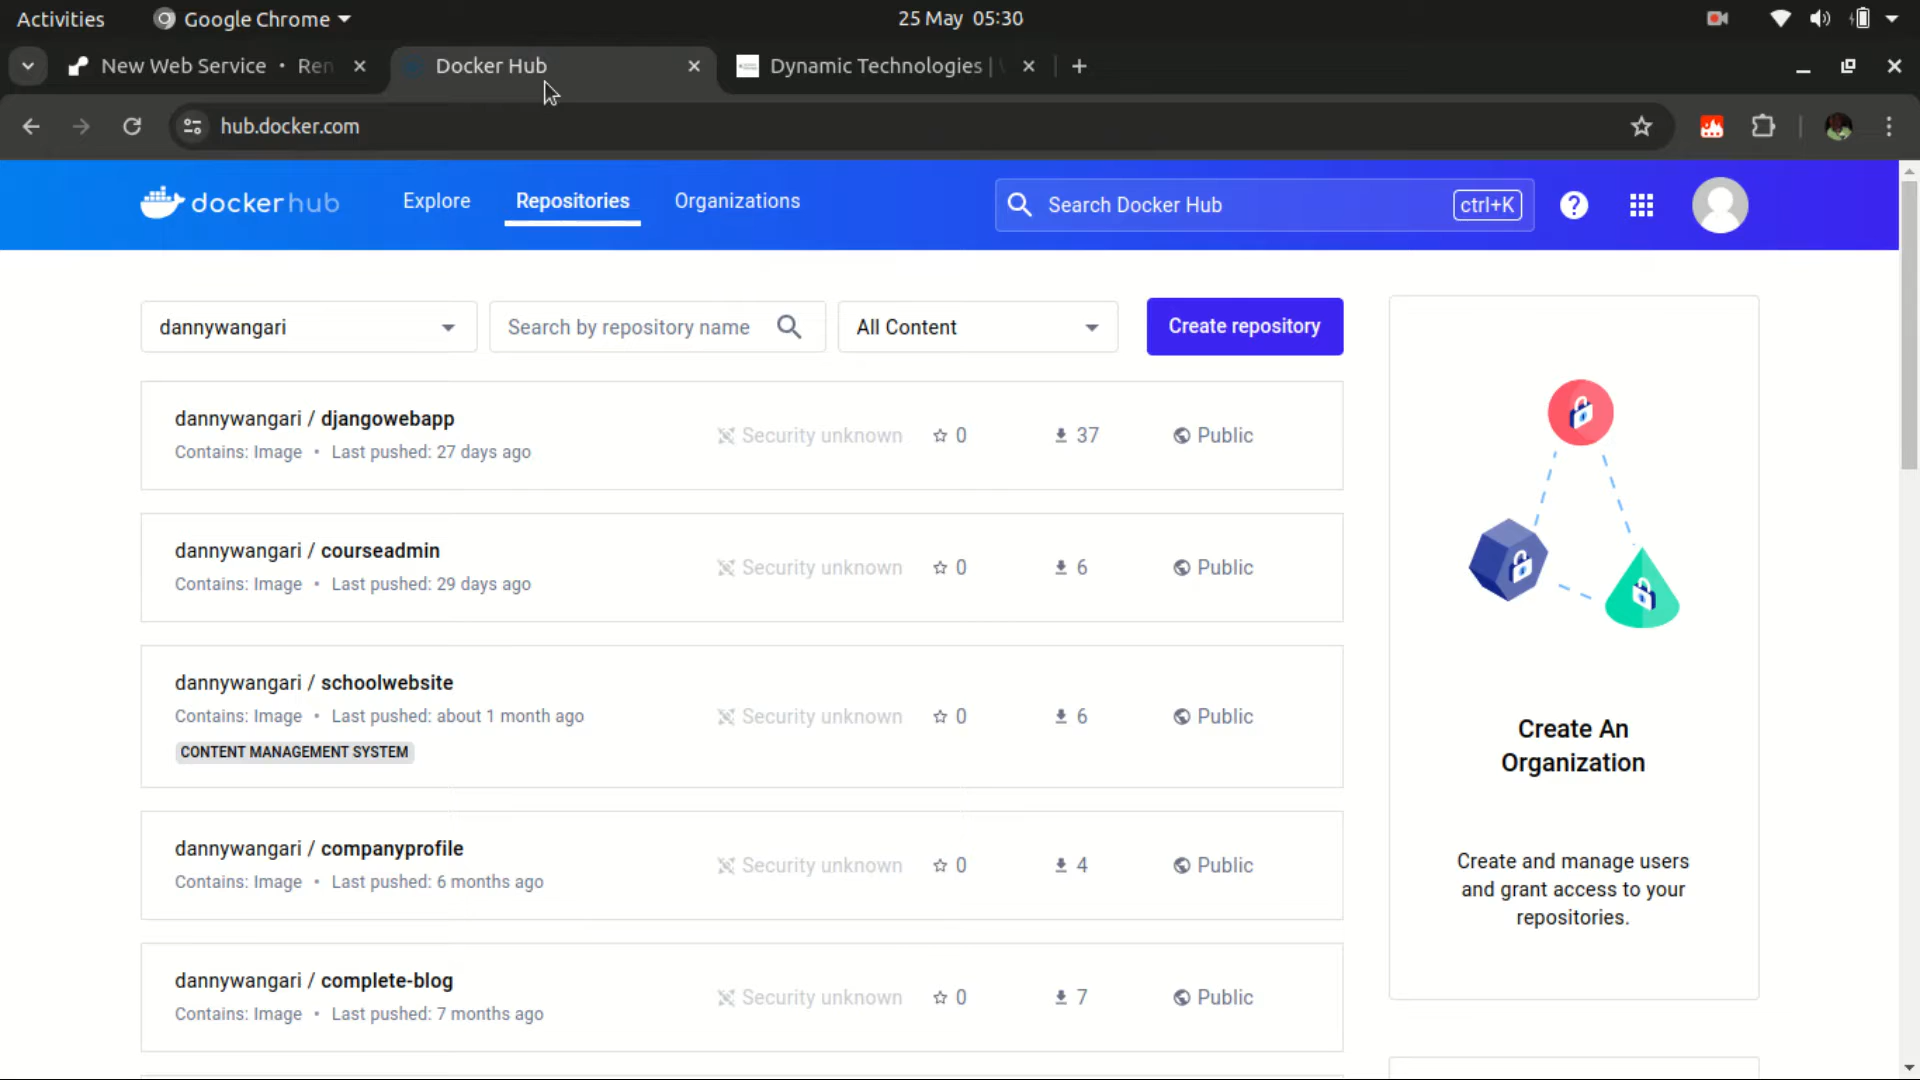 Activities
Google Chrome
25 May 05:30
New Web Service • Ren
Docker Hub
Dynamic Technologies |
hub.docker.com
dockerhub
Explore
Repositories
Organizations
Search Docker Hub
ctrl+K
dannywangari
Search by repository name
All Content
Create repository
dannywangari / djangowebapp
Security unknown
0
37
Public
Contains: Image • Last pushed: 27 days ago
dannywangari / courseadmin
Security unknown
0
6
Public
Contains: Image • Last pushed: 29 days ago
dannywangari / schoolwebsite
Security unknown
0
6
Public
Contains: Image • Last pushed: about 1 month ago
CONTENT MANAGEMENT SYSTEM
dannywangari / companyprofile
Security unknown
0
4
Public
Contains: Image • Last pushed: 6 months ago
dannywangari / complete-blog
Security unknown
0
7
Public
Contains: Image • Last pushed: 7 months ago
Create An
Organization
Create and manage users
and grant access to your
repositories.